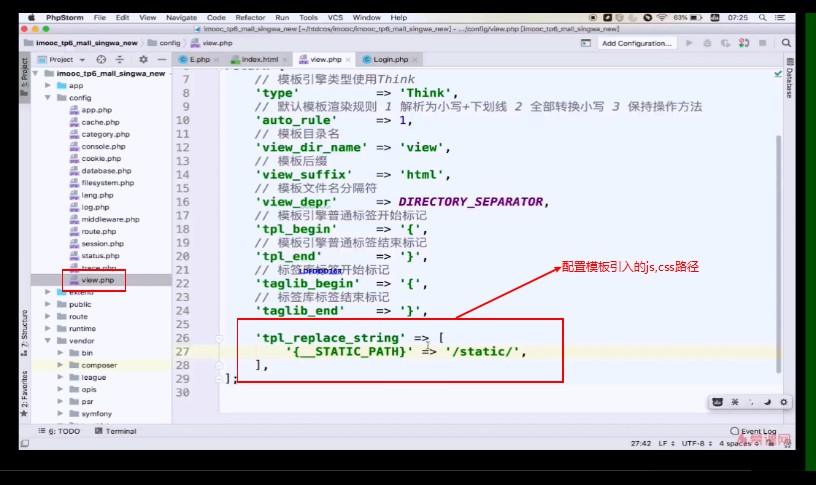 PhpStorm File Edit View Navigate Code Refactor Run Tools VCS Window Help 63% 07:25
imooc_tp6_mall_singwa_new [~/ntdcos/imooc/imooc_tp6_mall_singwa_new] - .../config/view.php [imooc_tp6_mall_singwa_new]
imooc_tp6_mall_singwa_new config view.php Add Configuration...
Project E.php index.html view.php Login.php
1: Project
Database
imooc_tp6_mall_singwa_new
app
config
app.php
cache.php
category.php
console.php
cookie.php
database.php
filesystem.php
lang.php
log.php
middleware.php
route.php
session.php
status.php
trace.php
view.php
extend
public
route
runtime
vendor
bin
composer
league
opis
psr
symfony
7: Structure
2: Favorites
7 // 模板引擎类型使用Think
8 'type' => 'Think',
9 // 默认模板渲染规则 1 解析为小写+下划线 2 全部转换小写 3 保持操作方法
10 'auto_rule' => 1,
11 // 模板目录名
12 'view_dir_name' => 'view',
13 // 模板后缀
14 'view_suffix' => 'html',
15 // 模板文件名分隔符
16 'view_depr' => DIRECTORY_SEPARATOR,
17 // 模板引擎普通标签开始标记
18 'tpl_begin' => '{',
19 // 模板引擎普通标签结束标记
20 'tpl_end' => '}',
21 // 标签库标签开始标记
22 'taglib_begin' => '{',
23 // 标签库标签结束标记
24 'taglib_end' => '}',
25
26 'tpl_replace_string' => [
27 '{__STATIC_PATH}' => '/static/',
28 ],
29 ];
30
配置模板引入的js,css路径
6: TODO Terminal Event Log
27:42 LF UTF-8 4 spaces